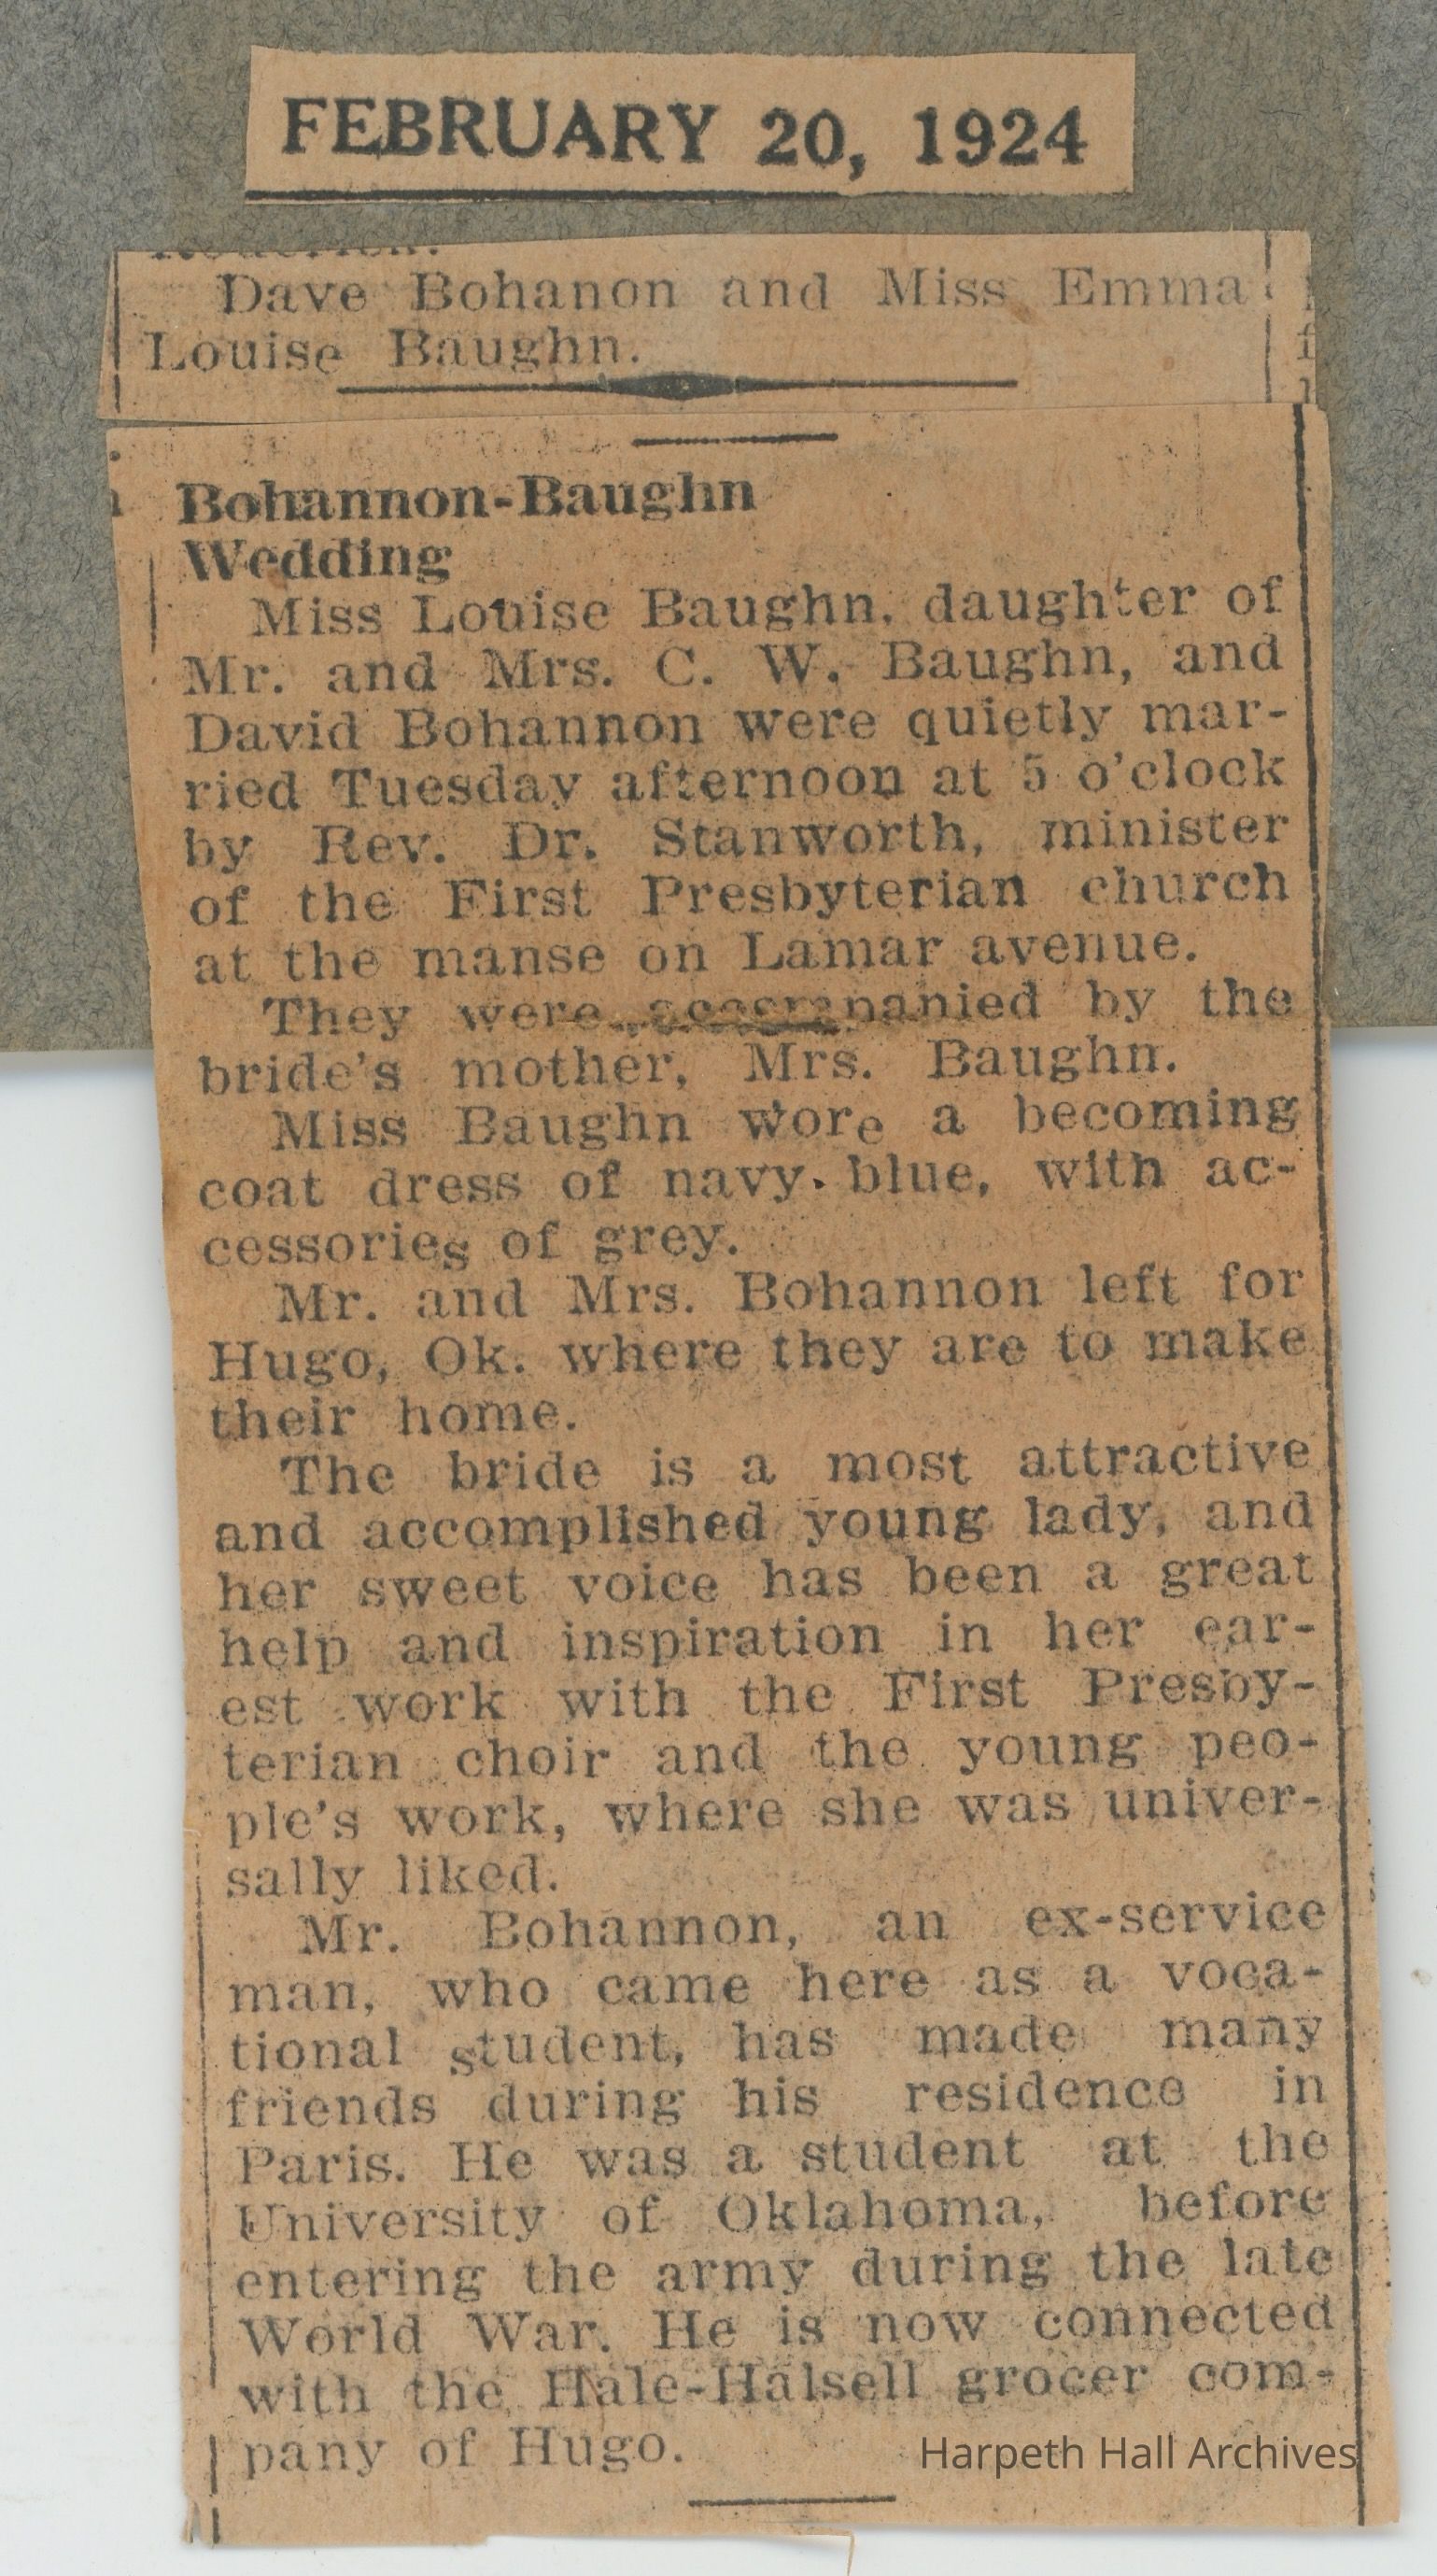 FEBRUARY 20, 1924
Dave Bohanon and Miss Emma
Louise Baughn.
Bohannon-Baughn
Wedding
Miss Louise Baughn, daughter of
Mr. and Mrs. C. W. Baughn, and
David Bohannon were quietly mar-
ried Tuesday afternoon at 5 o'clock
by Rev. Dr. Stanworth, minister
of the First Presbyterian church
at the manse on Lamar avenue.
They were by the
bride's mother, Mrs. Baughn.
Miss Baughn wore a becoming
coat dress of navy blue, with ac-
cessories of grey.
Mr. and Mrs. Bohannon left for
Hugo, Ok. where they are to make
their home.
The bride is a most attractive
and accomplished young lady, and
her sweet voice has been a great
help and inspiration in her ear-
est work with the First Presby-
terian choir and the young peo-
ple's work, where she was univer-
sally liked.
Mr. Bohannon, an ex-service
man, who came here as a voca-
tional student, has made many
friends during his residence in
Paris. He was a student at the
University of Oklahoma, before
entering the army during the late
World War. He is now connected
with the Hale-Halsell grocer com-
pany of Hugo.
Harpeth Hall Archives